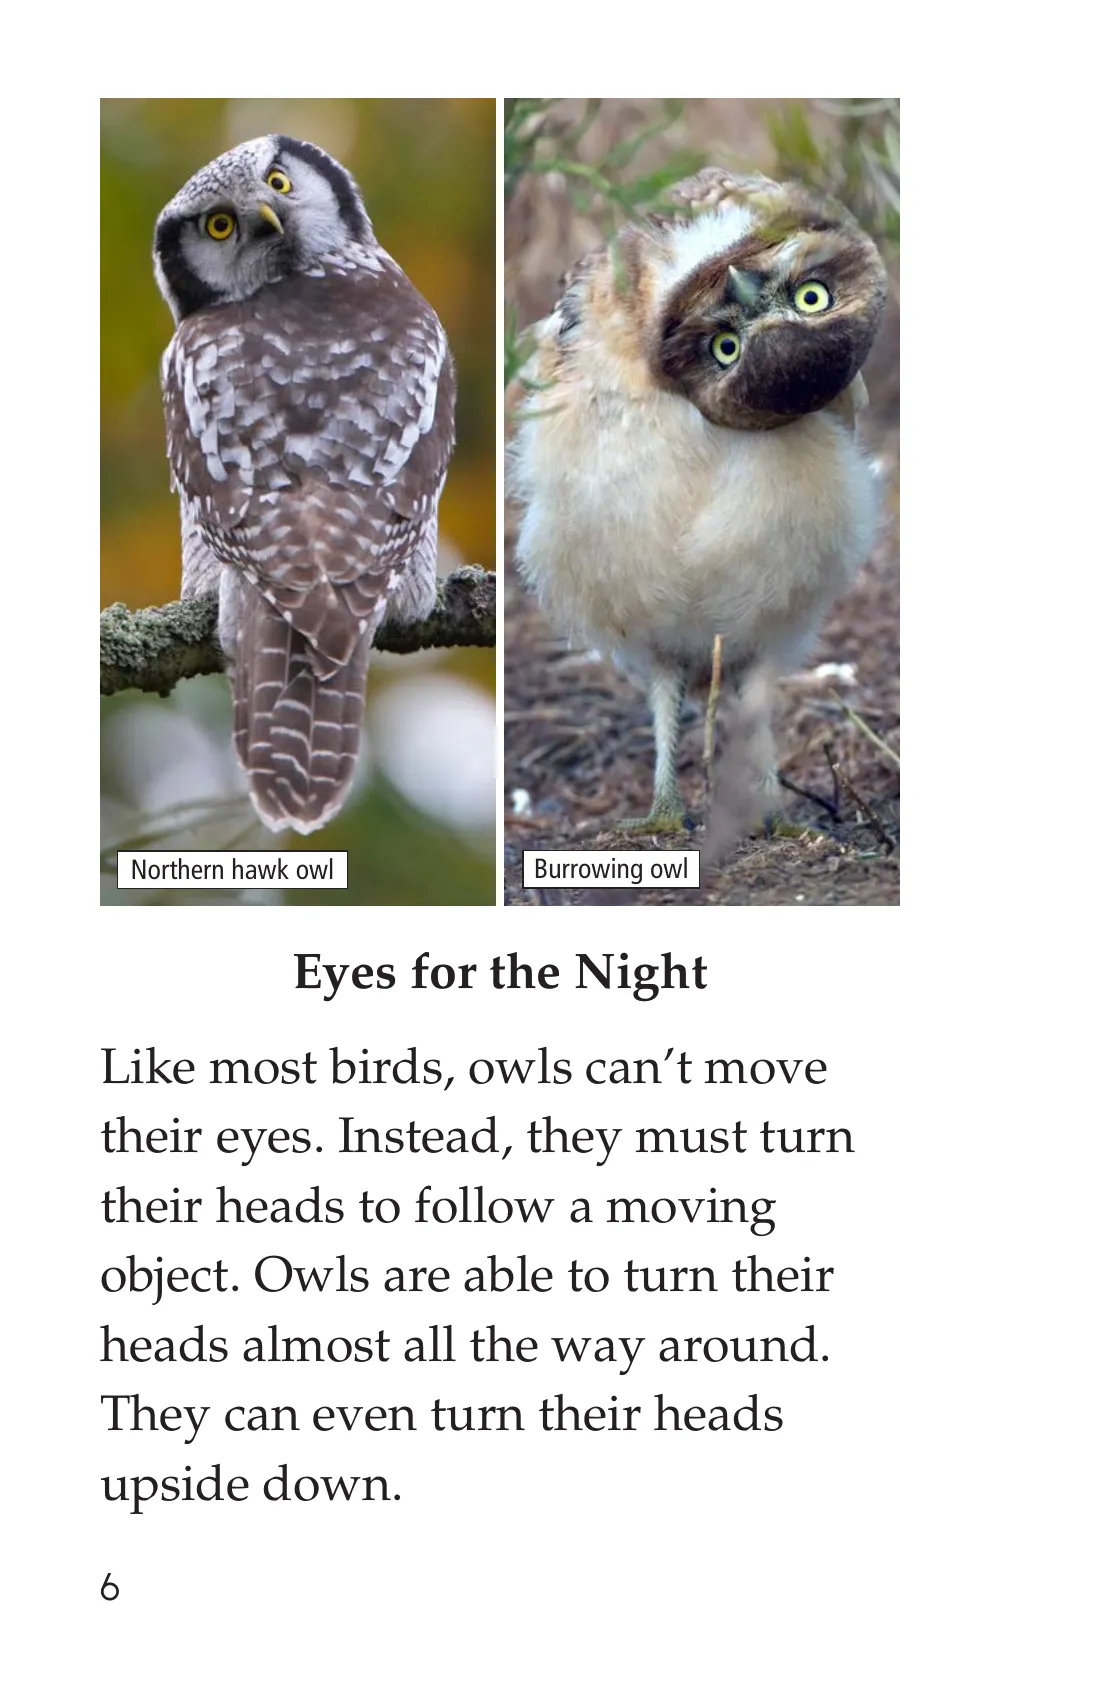 Northern hawk owl
Burrowing owl
Eyes for the Night
Like most birds, owls can’t move
their eyes. Instead, they must turn
their heads to follow a moving
object. Owls are able to turn their
heads almost all the way around.
They can even turn their heads
upside down.
6